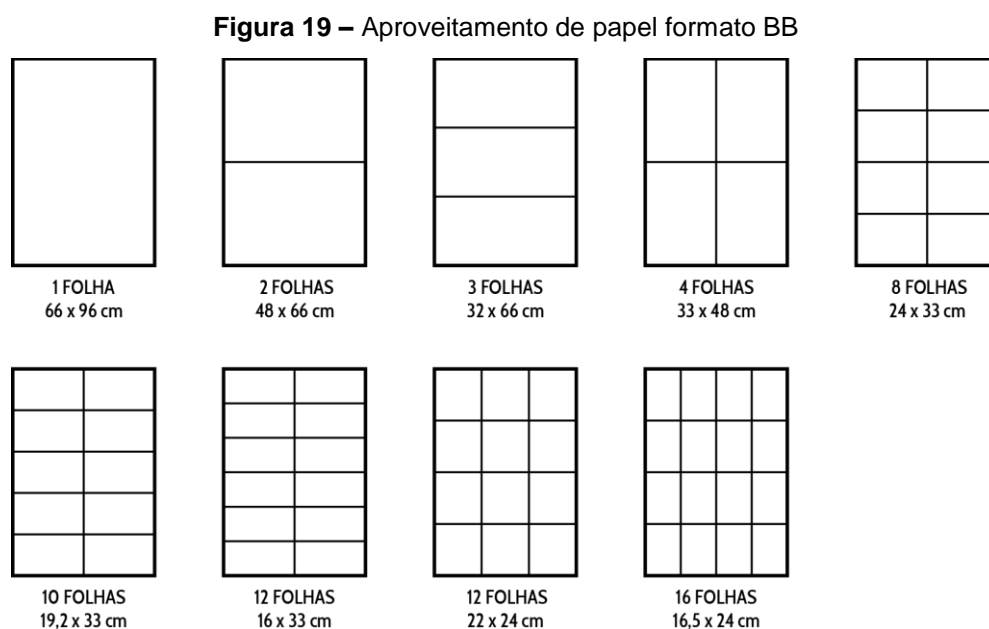 Figura 19 – Aproveitamento de papel formato BB
1 FOLHA
66 x 96 cm
2 FOLHAS
48 x 66 cm
3 FOLHAS
32 x 66 cm
4 FOLHAS
33 x 48 cm
8 FOLHAS
24 x 33 cm
10 FOLHAS
19,2 x 33 cm
12 FOLHAS
16 x 33 cm
12 FOLHAS
22 x 24 cm
16 FOLHAS
16,5 x 24 cm